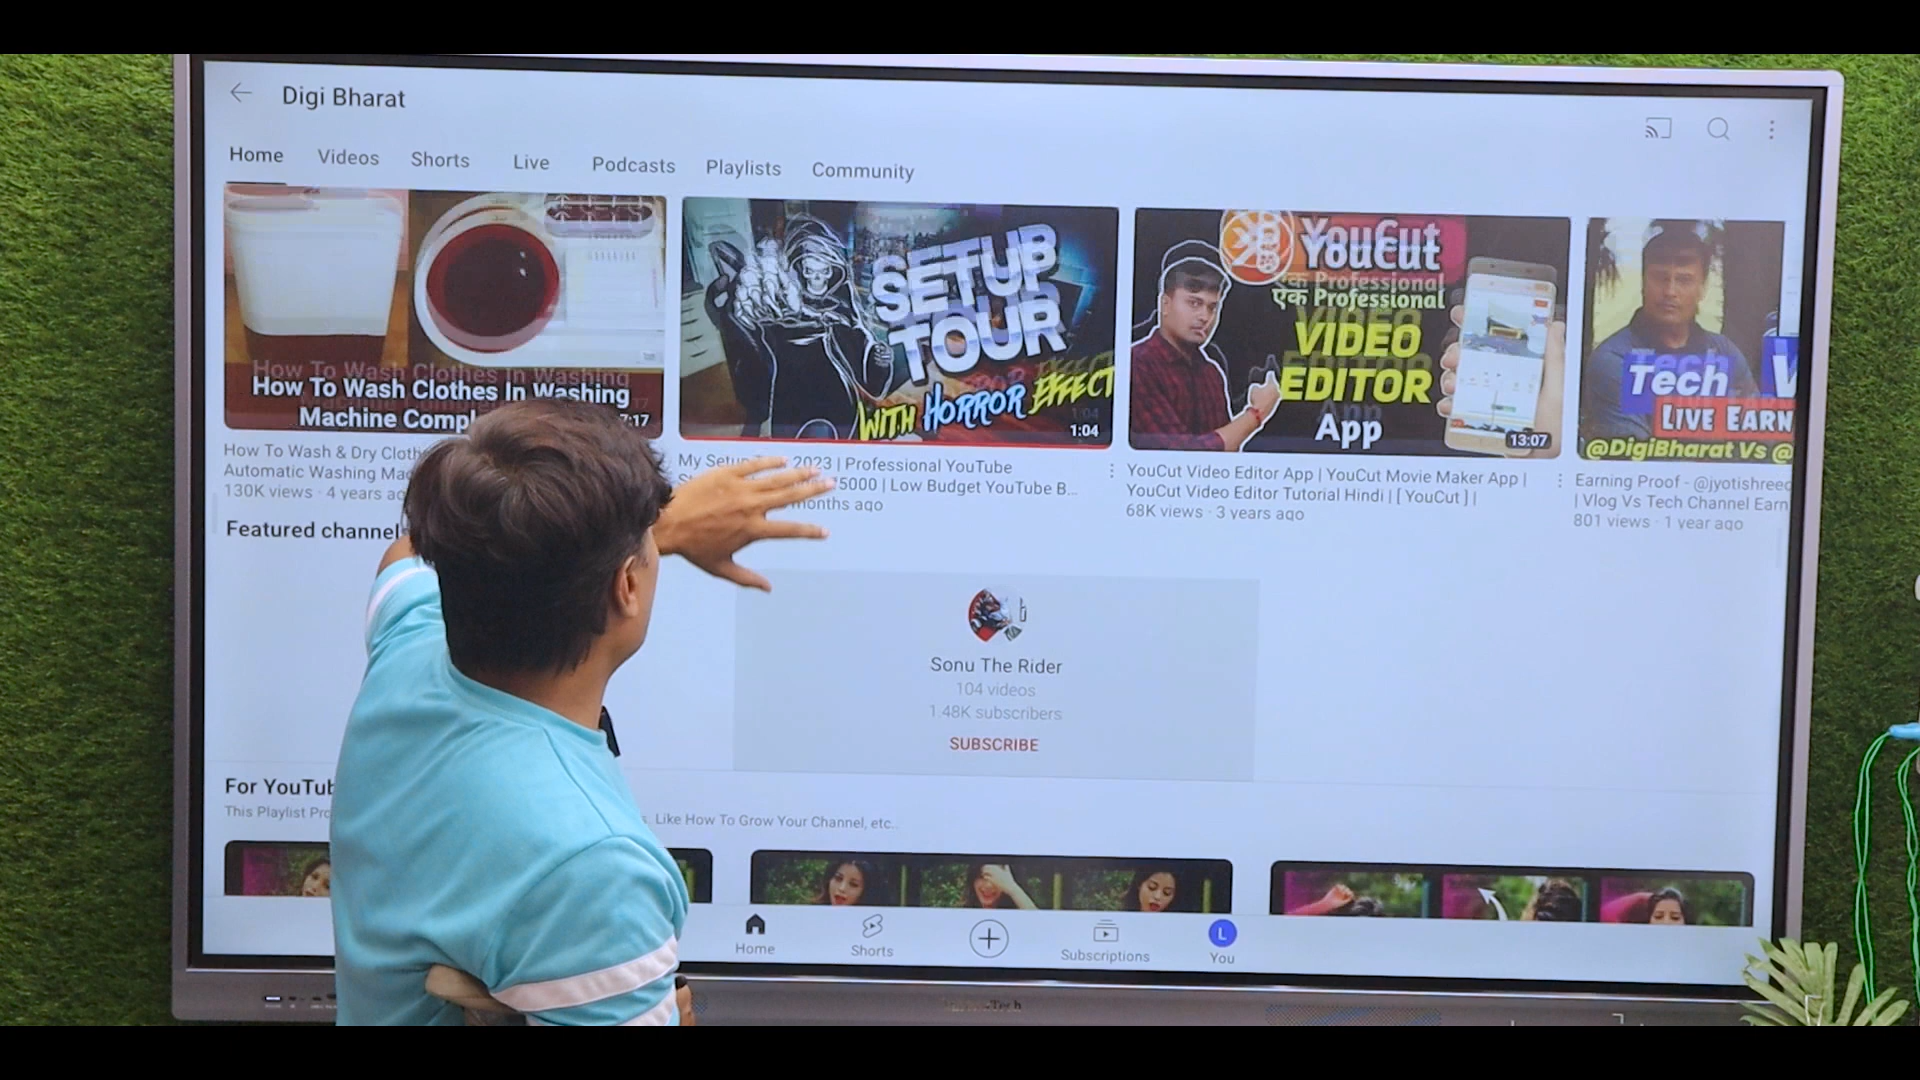 Digi Bharat
Home Videos Shorts Live Podcasts Playlists Community
How To Wash Clothes In Washing
Machine Comp
7:17
How To Wash & Dry Cloth
Automatic Washing Mac
130K views · 4 years ag
SETUP
TOUR
WITH HORROR EFFECT
1:04
My Setup 2023 | Professional YouTube
5000 | Low Budget YouTube B...
months ago
YouCut
एक Professional
VIDEO
EDITOR
App
13:07
YouCut Video Editor App | YouCut Movie Maker App |
YouCut Video Editor Tutorial Hindi | [ YouCut ] |
68K views · 3 years ago
Tech V
LIVE EARN
@DigiBharat Vs @
Earning Proof - @jyotishreed
| Vlog Vs Tech Channel Earn
801 views · 1 year ago
Featured channel
Sonu The Rider
104 videos
1.48K subscribers
SUBSCRIBE
For YouTub
This Playlist Pro
s. Like How To Grow Your Channel, etc..
Home Shorts Subscriptions L You